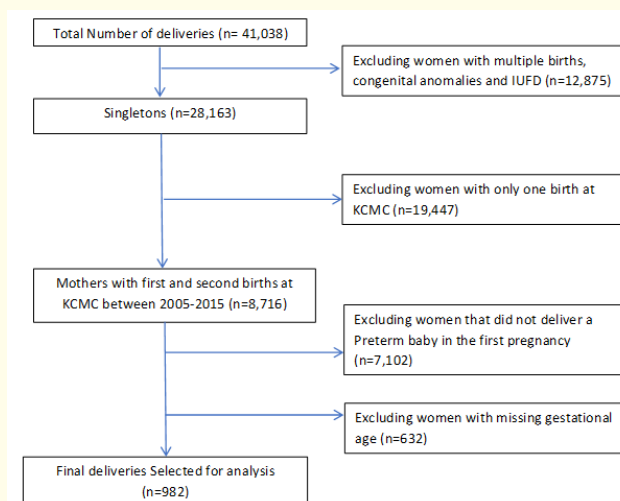 Total Number of deliveries (n= 41,038)
Excluding women with multiple births,
congenital anomalies and IUFD (n=12,875)
Singletons (n=28,163)
Excluding women with only one birth at
KCMC (n=19,447)
Mothers with first and second births at
KCMC between 2005-2015 (n=8,716)
Excluding women that did not deliver a
Preterm baby in the first pregnancy
(n=7,102)
Excluding women with missing gestational
age (n=632)
Final deliveries Selected for analysis
(n=982)